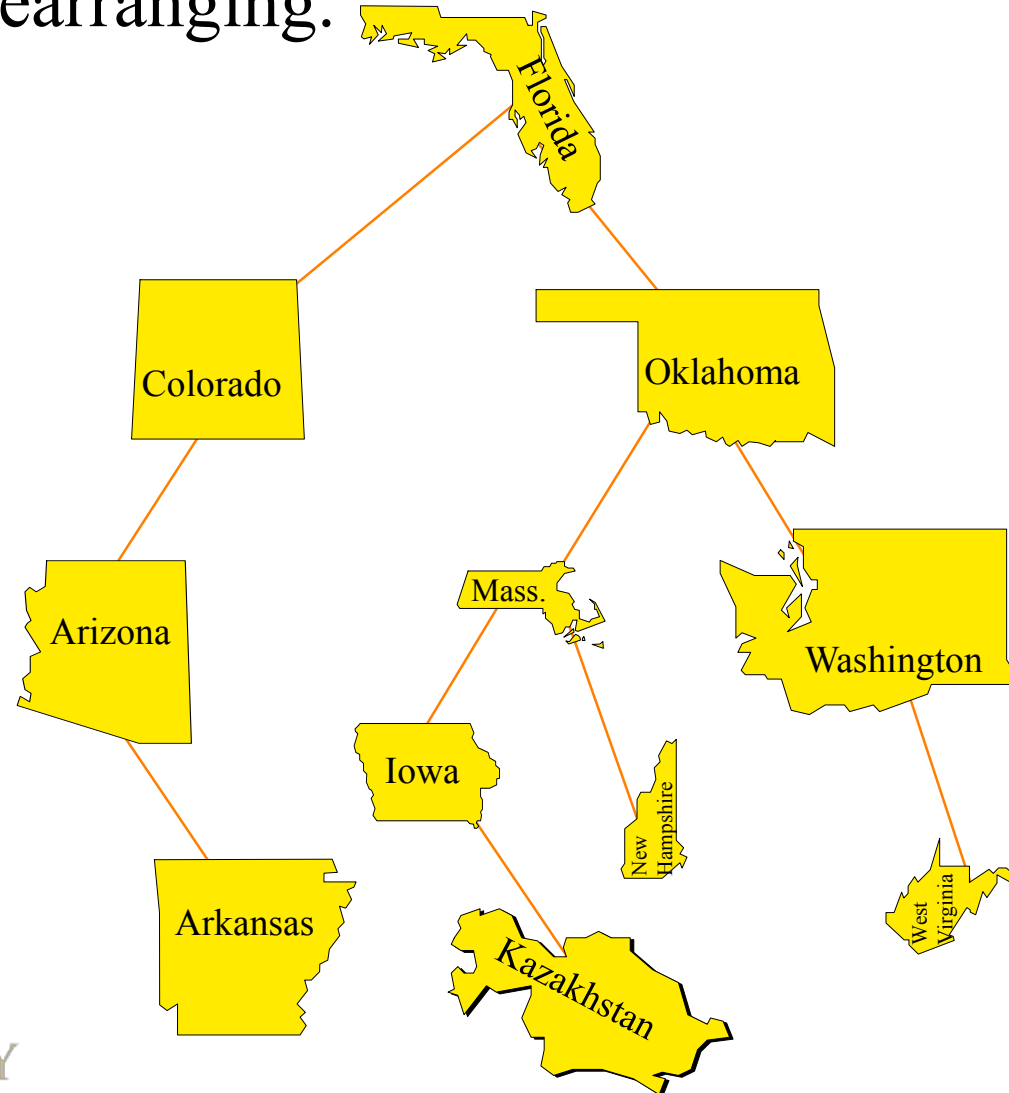 earranging.
Florida
Colorado
Oklahoma
Mass.
Arizona
Washington
Iowa
New
Hampshire
Arkansas
West
Virginia
Kazakhstan
Y